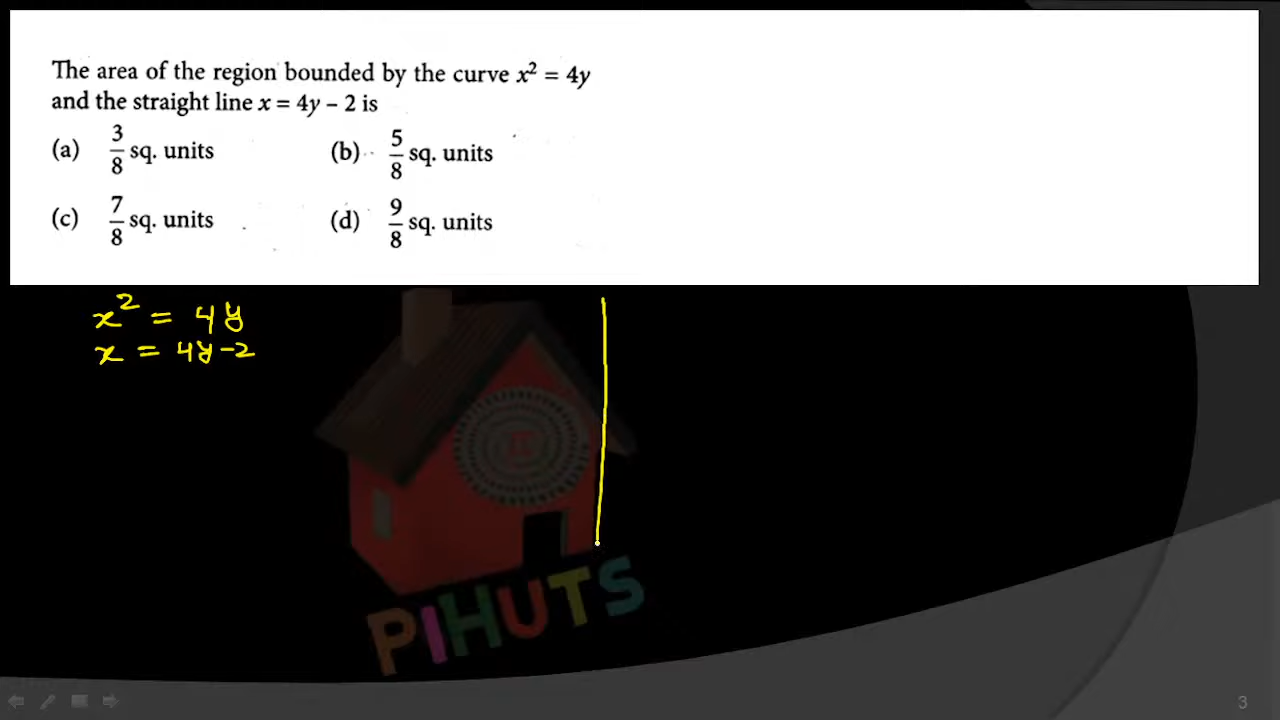 The area of the region bounded by the curve x² = 4y
and the straight line x = 4y – 2 is
(a) 3/8 sq. units (b) 5/8 sq. units
(c) 7/8 sq. units (d) 9/8 sq. units
x² = 4y
x = 4y-2
PIHUTS
3